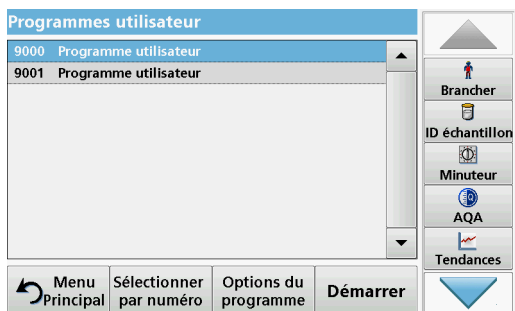 Programmes utilisateur
9000 Programme utilisateur
9001 Programme utilisateur
Brancher
ID échantillon
Minuteur
AQA
Tendances
Menu
Principal
Sélectionner
par numéro
Options du
programme
Démarrer